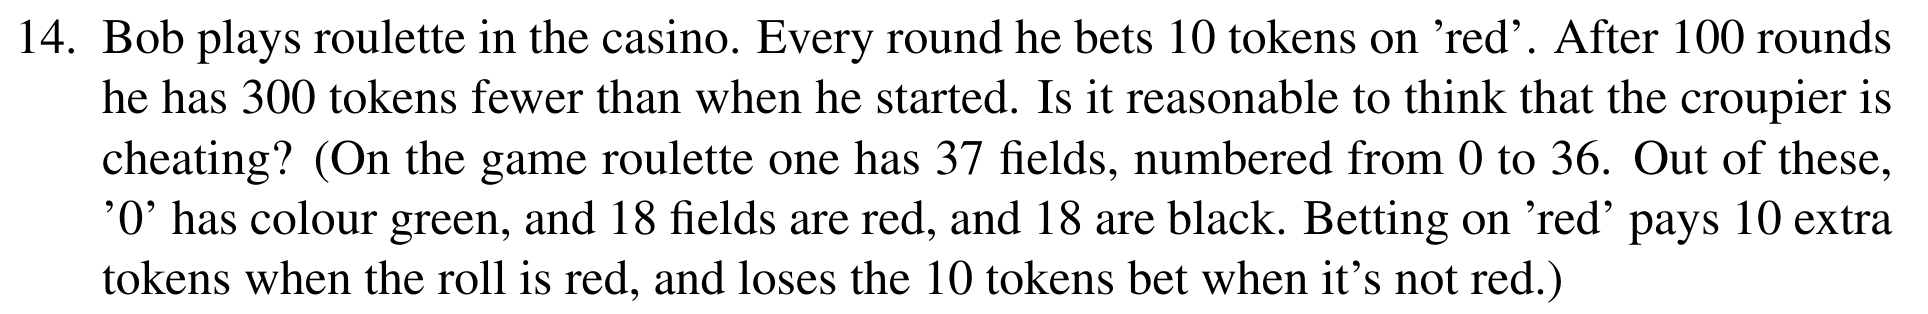 14. Bob plays roulette in the casino. Every round he bets 10 tokens on ’red’. After 100 rounds
he has 300 tokens fewer than when he started. Is it reasonable to think that the croupier is
cheating? (On the game roulette one has 37 fields, numbered from 0 to 36. Out of these,
’0’ has colour green, and 18 fields are red, and 18 are black. Betting on ’red’ pays 10 extra
tokens when the roll is red, and loses the 10 tokens bet when it’s not red.)